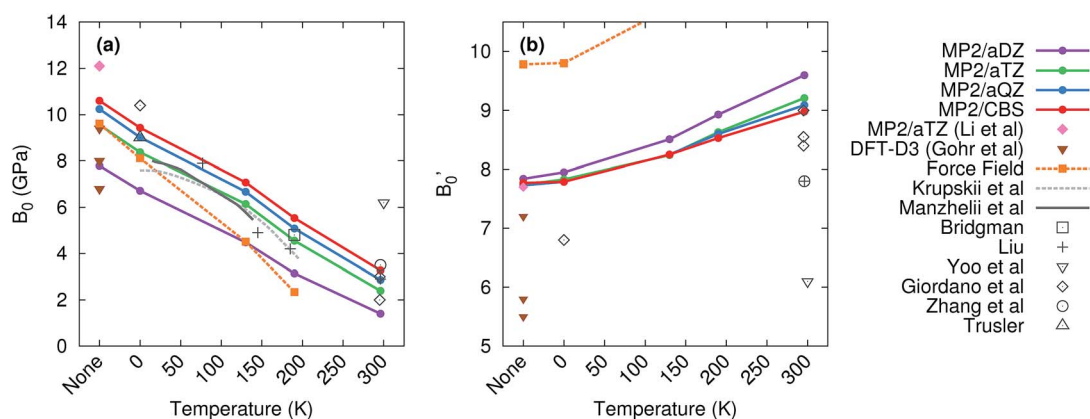 (a)
B0 (GPa)
14
12
10
8
6
4
2
0
None
0
50
100
150
200
250
300
Temperature (K)
(b)
B0'
10
9
8
7
6
5
None
0
50
100
150
200
250
300
Temperature (K)
MP2/aDZ
MP2/aTZ
MP2/aQZ
MP2/CBS
MP2/aTZ (Li et al)
DFT-D3 (Gohr et al)
Force Field
Krupskii et al
Manzhelii et al
Bridgman
Liu
Yoo et al
Giordano et al
Zhang et al
Trusler